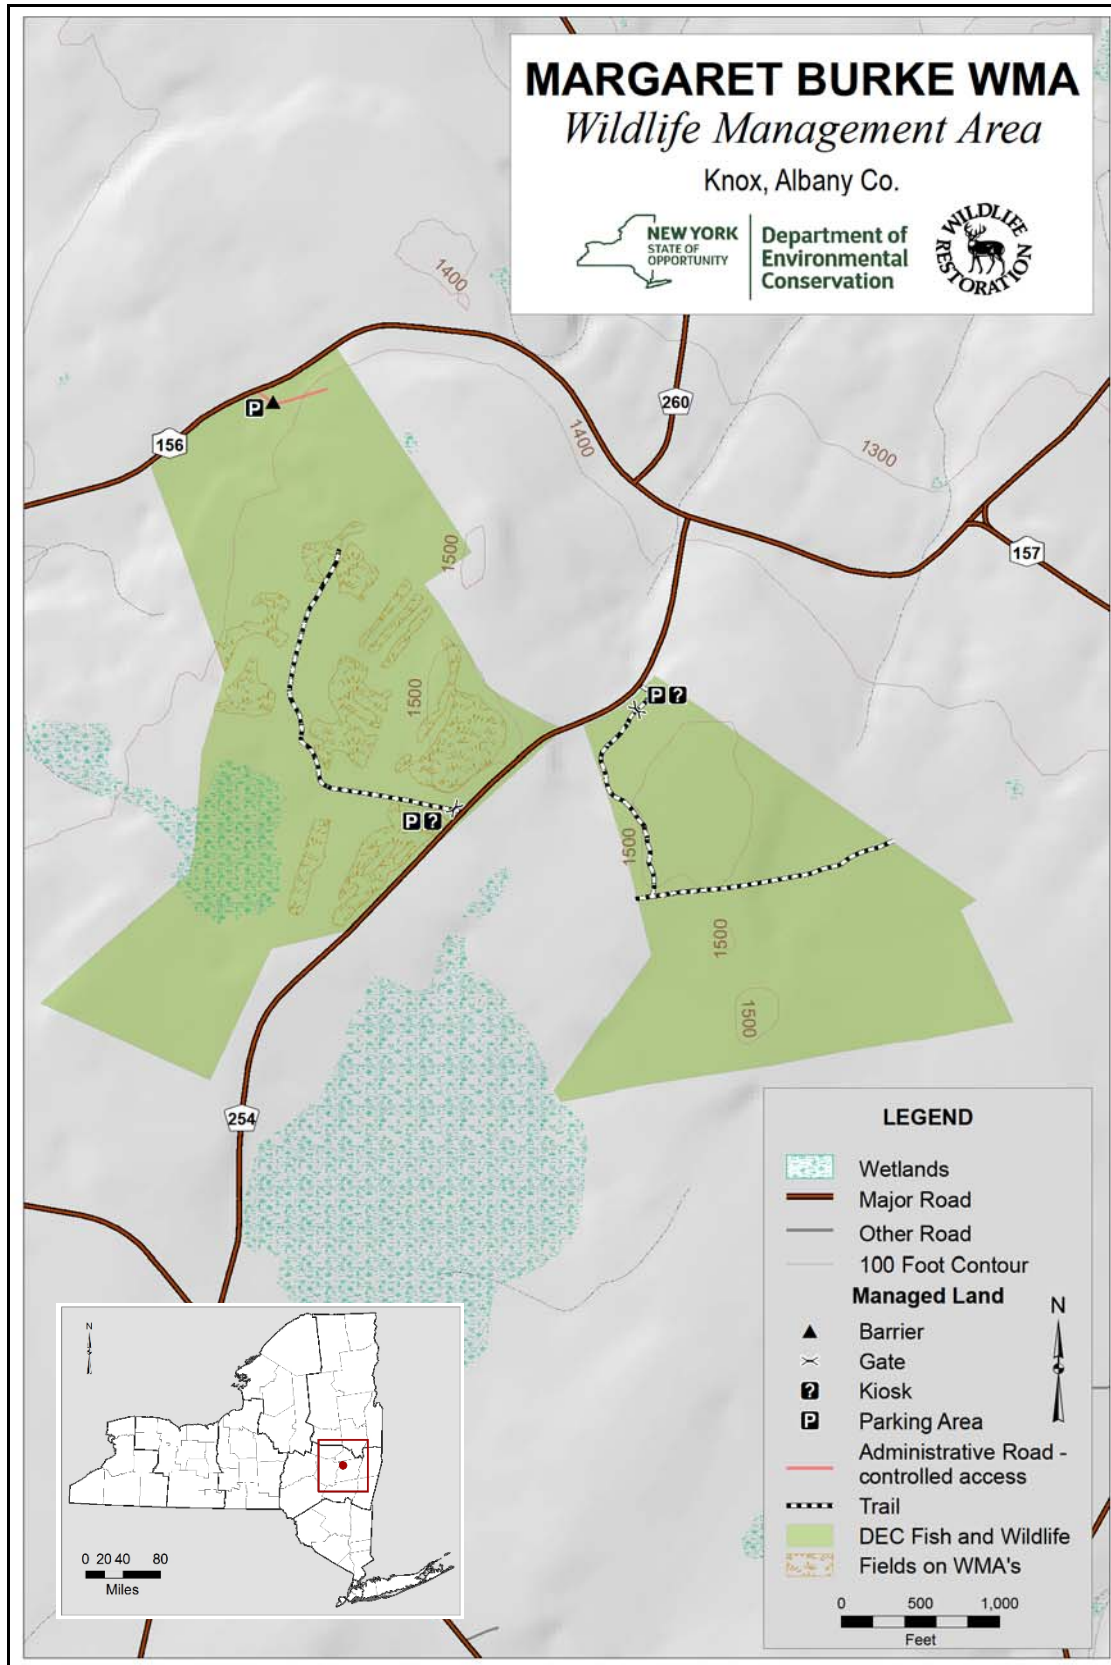 MARGARET BURKE WMA
Wildlife Management Area
Knox, Albany Co.
NEW YORK
STATE OF
OPPORTUNITY
Department of
Environmental
Conservation
WILDLIFE
RESTORATION
1400
260
P
156
1400
1300
1500
157
1500
P ?
P ?
1500
1500
1500
254
LEGEND
Wetlands
Major Road
Other Road
100 Foot Contour
Managed Land
N
Barrier
Gate
? Kiosk
P Parking Area
Administrative Road -
controlled access
Trail
DEC Fish and Wildlife
Fields on WMA's
0 500 1,000
Feet
N
0 20 40 80
Miles